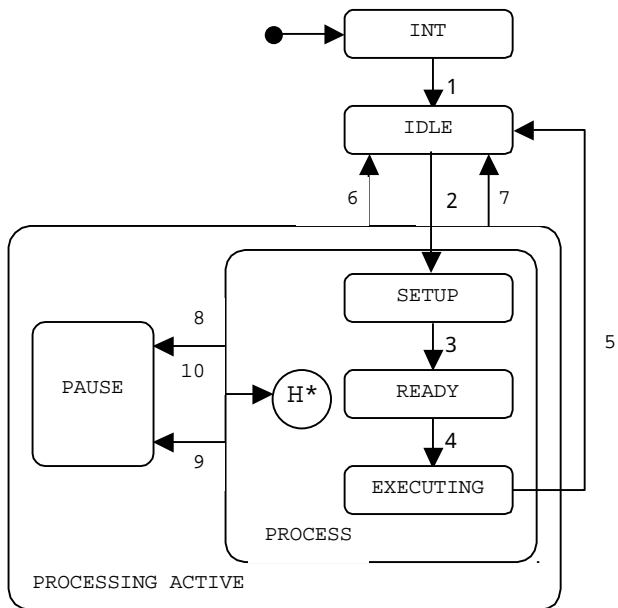 INT
1
IDLE
6
2
7
SETUP
8
3
5
10
PAUSE
H*
READY
4
9
EXECUTING
PROCESS
PROCESSING ACTIVE